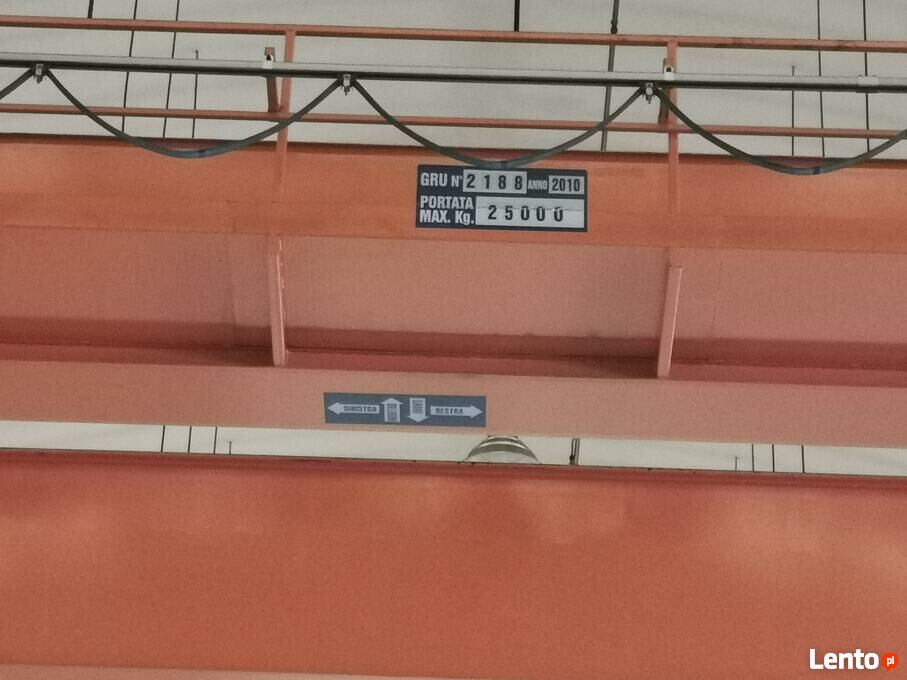 GRU N° 2188 ANNO 2010
PORTATA
MAX. Kg. 25000
SINISTRA DESTRA
Lento pl